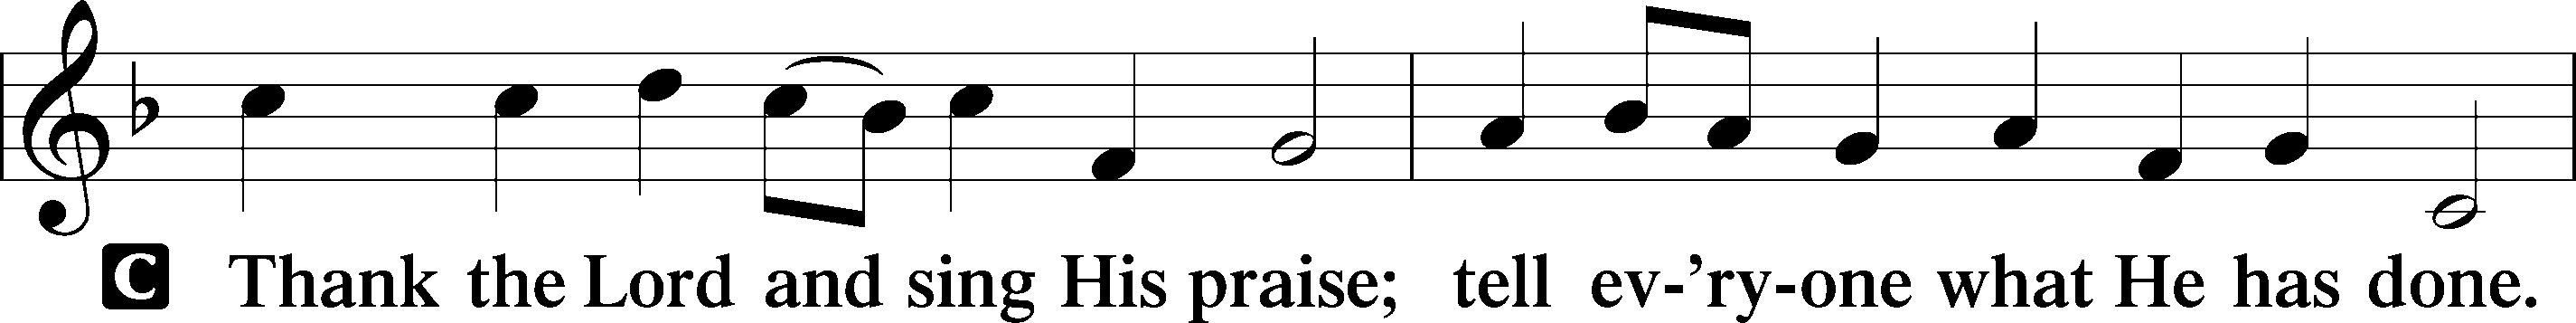 C Thank the Lord and sing His praise; tell ev-’ry-one what He has done.